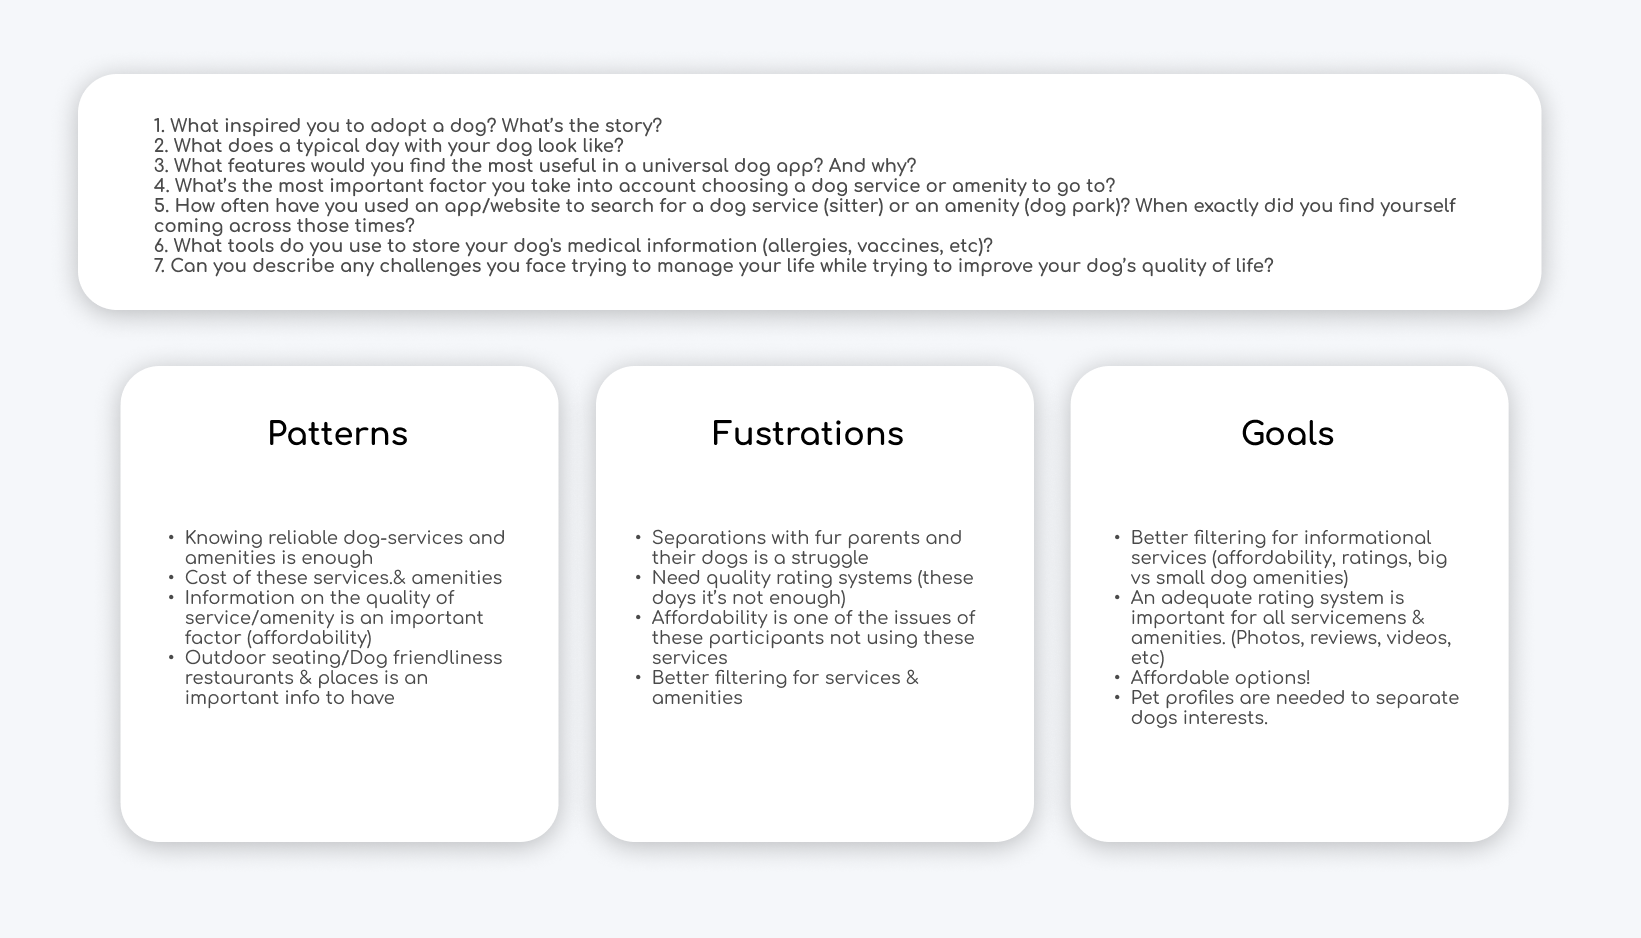 1. What inspired you to adopt a dog? What’s the story?
2. What does a typical day with your dog look like?
3. What features would you find the most useful in a universal dog app? And why?
4. What’s the most important factor you take into account choosing a dog service or amenity to go to?
5. How often have you used an app/website to search for a dog service (sitter) or an amenity (dog park)? When exactly did you find yourself
coming across those times?
6. What tools do you use to store your dog's medical information (allergies, vaccines, etc)?
7. Can you describe any challenges you face trying to manage your life while trying to improve your dog’s quality of life?
Patterns
• Knowing reliable dog-services and
amenities is enough
• Cost of these services.& amenities
• Information on the quality of
service/amenity is an important
factor (affordability)
• Outdoor seating/Dog friendliness
restaurants & places is an
important info to have
Fustrations
• Separations with fur parents and
their dogs is a struggle
• Need quality rating systems (these
days it’s not enough)
• Affordability is one of the issues of
these participants not using these
services
• Better filtering for services &
amenities
Goals
• Better filtering for informational
services (affordability, ratings, big
vs small dog amenities)
• An adequate rating system is
important for all servicemens &
amenities. (Photos, reviews, videos,
etc)
• Affordable options!
• Pet profiles are needed to separate
dogs interests.